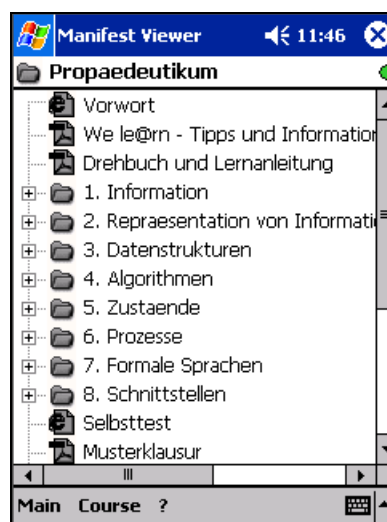 Manifest Viewer 11:46
Propaedeutikum
Vorwort
We le@rn - Tipps und Information
Drehbuch und Lernanleitung
1. Information
2. Repraesentation von Informati
3. Datenstrukturen
4. Algorithmen
5. Zustaende
6. Prozesse
7. Formale Sprachen
8. Schnittstellen
Selbsttest
Musterklausur
Main Course ?